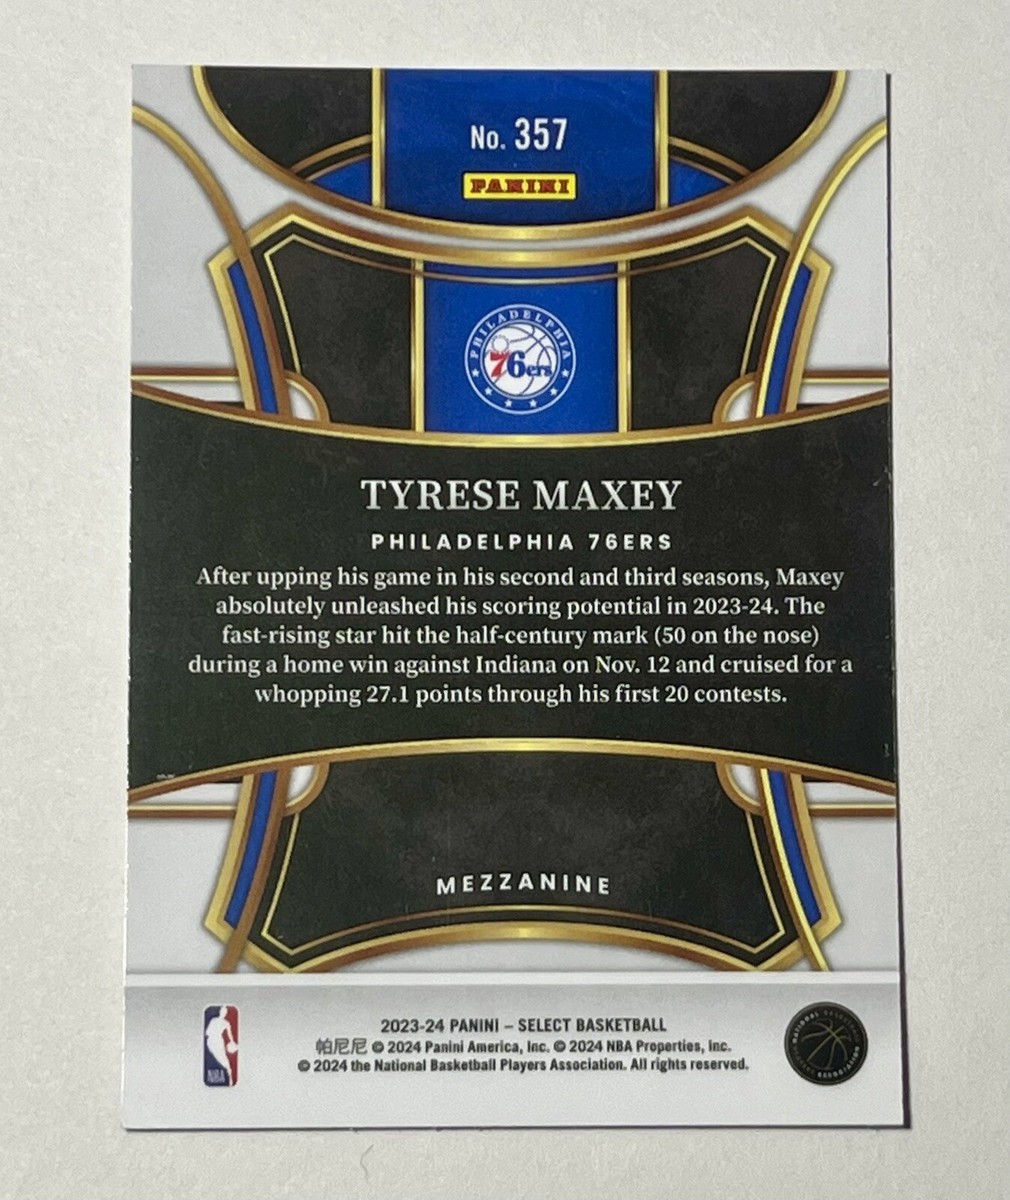 No. 357
PANINI
PHILADELPHIA
76ers
TYRESE MAXEY
PHILADELPHIA 76ERS
After upping his game in his second and third seasons, Maxey
absolutely unleashed his scoring potential in 2023-24. The
fast-rising star hit the half-century mark (50 on the nose)
during a home win against Indiana on Nov. 12 and cruised for a
whopping 27.1 points through his first 20 contests.
MEZZANINE
2023-24 PANINI – SELECT BASKETBALL
帕尼尼 © 2024 Panini America, Inc. © 2024 NBA Properties, Inc.
© 2024 the National Basketball Players Association. All rights reserved.
NBA
NATIONAL BASKETBALL
PLAYERS ASSOCIATION